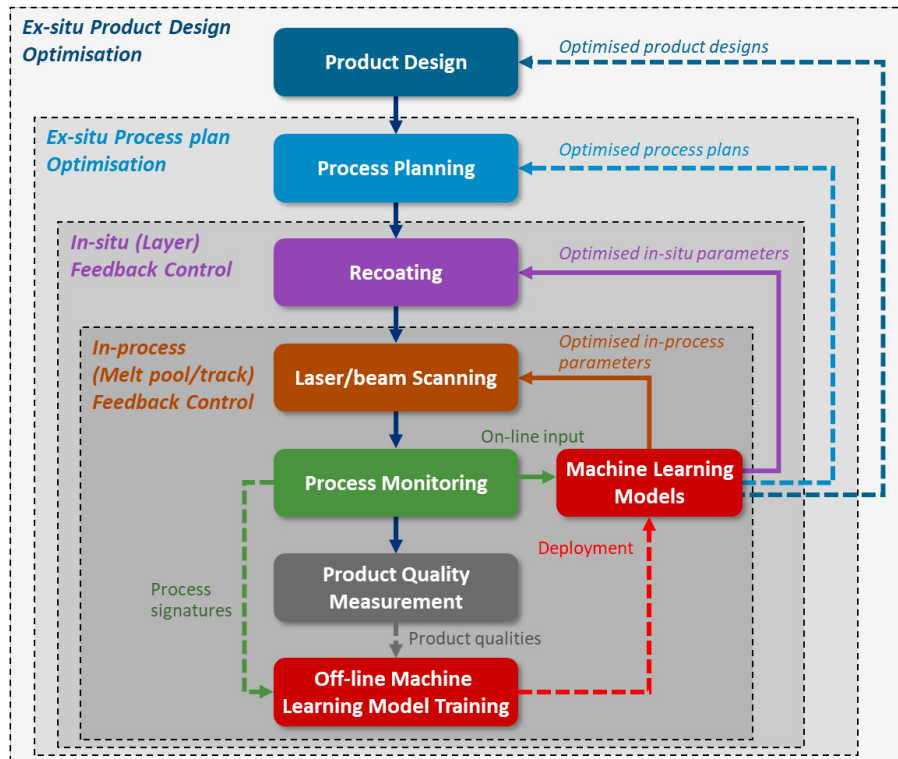 Ex-situ Product Design
Optimisation
Product Design
Optimised product designs
Ex-situ Process plan
Optimisation
Process Planning
Optimised process plans
In-situ (Layer)
Feedback Control
Recoating
Optimised in-situ parameters
In-process
(Melt pool/track)
Feedback Control
Laser/beam Scanning
Optimised in-process
parameters
Process Monitoring
On-line input
Machine Learning
Models
Process
signatures
Product Quality
Measurement
Deployment
Product qualities
Off-line Machine
Learning Model Training